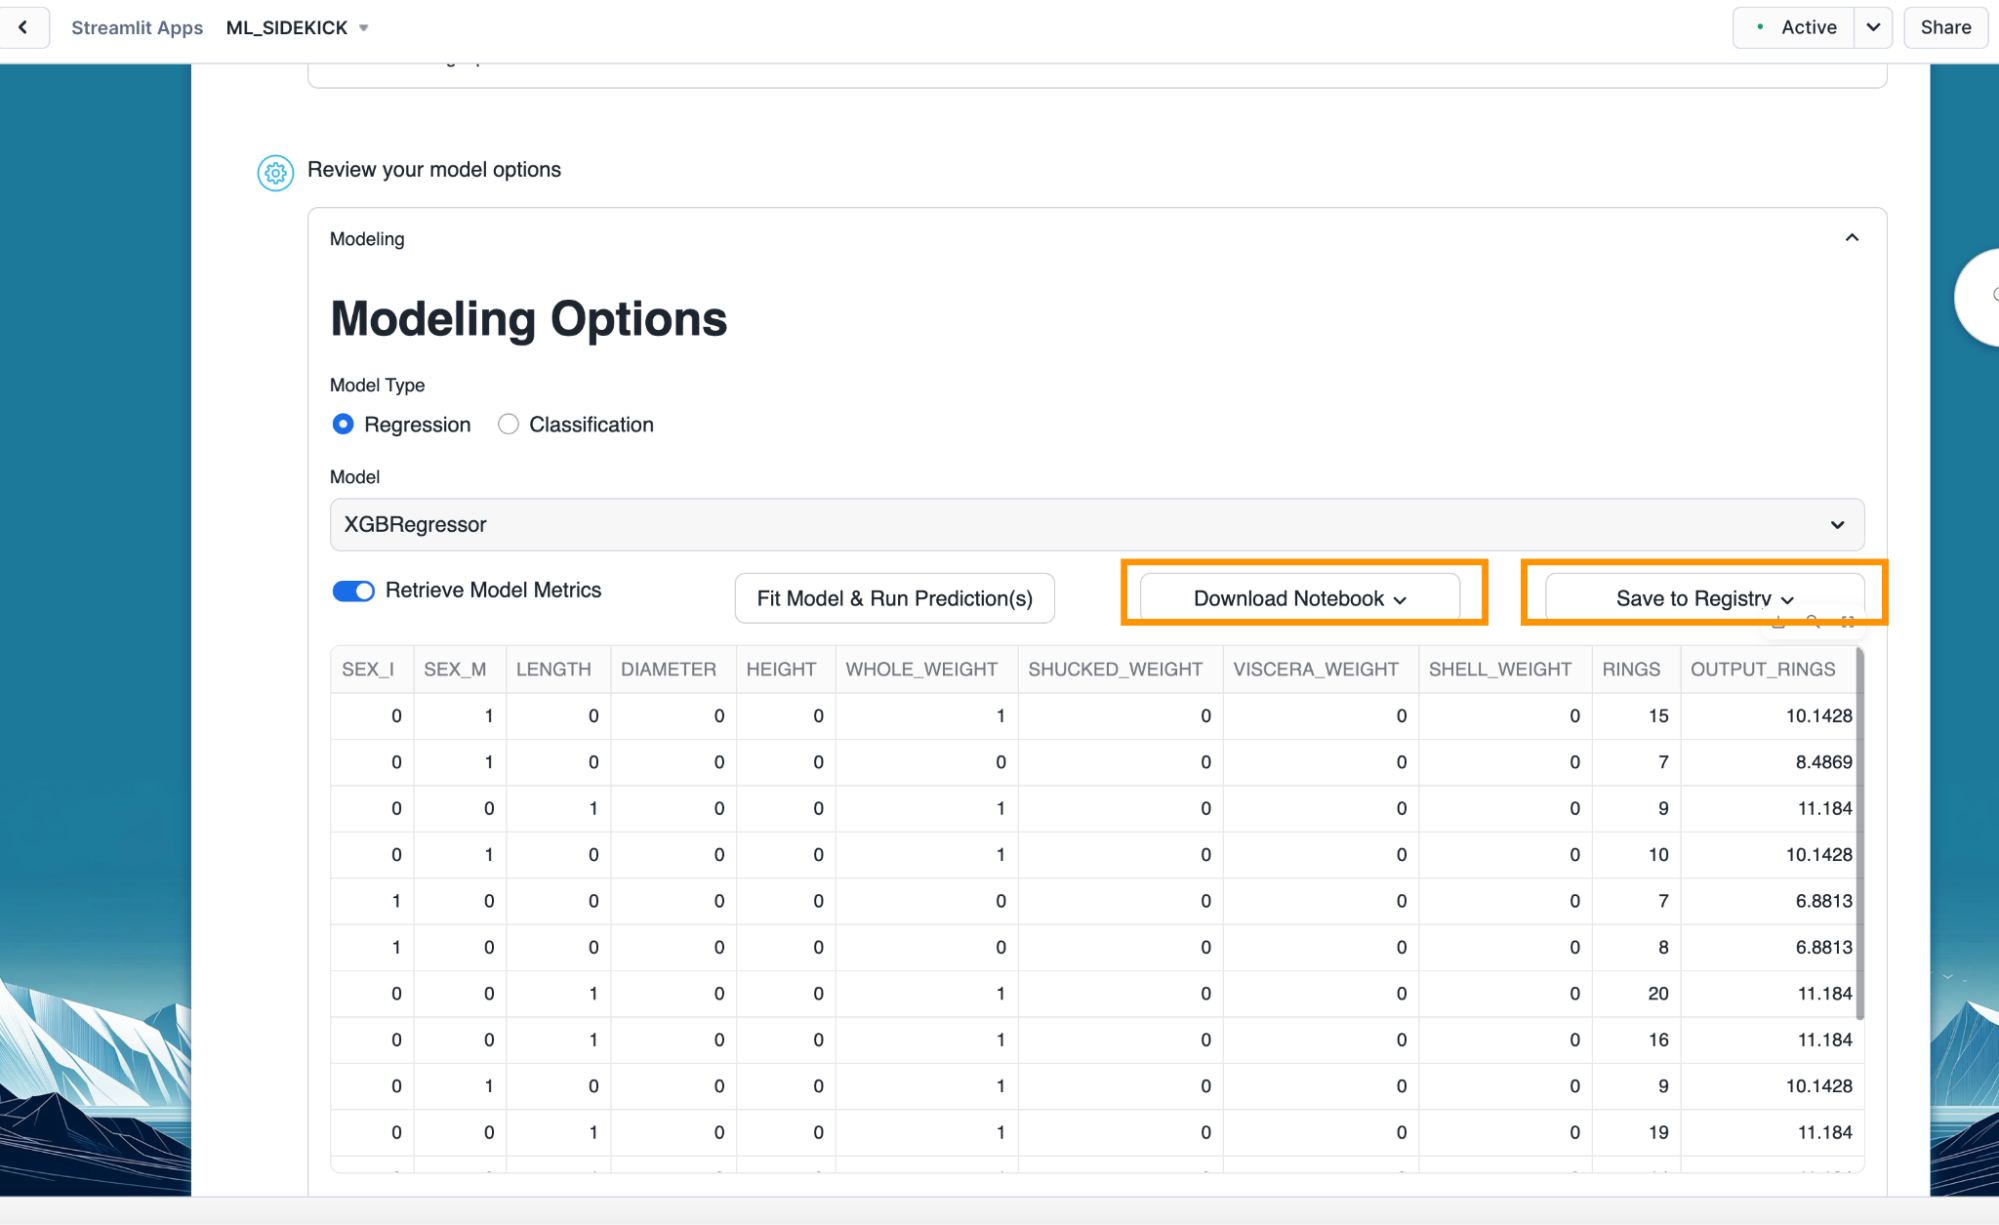 Streamlit Apps ML_SIDEKICK Active Share
Review your model options
Modeling
Modeling Options
Model Type
Regression Classification
Model
XGBRegressor
Retrieve Model Metrics Fit Model & Run Prediction(s) Download Notebook Save to Registry
SEX_I SEX_M LENGTH DIAMETER HEIGHT WHOLE_WEIGHT SHUCKED_WEIGHT VISCERA_WEIGHT SHELL_WEIGHT RINGS OUTPUT_RINGS
0 1 0 0 0 1 0 0 0 15 10.1428
0 1 0 0 0 0 0 0 0 7 8.4869
0 0 1 0 0 1 0 0 0 9 11.184
0 1 0 0 0 1 0 0 0 10 10.1428
1 0 0 0 0 0 0 0 0 7 6.8813
1 0 0 0 0 0 0 0 0 8 6.8813
0 0 1 0 0 1 0 0 0 20 11.184
0 0 1 0 0 1 0 0 0 16 11.184
0 1 0 0 0 1 0 0 0 9 10.1428
0 0 1 0 0 1 0 0 0 19 11.184